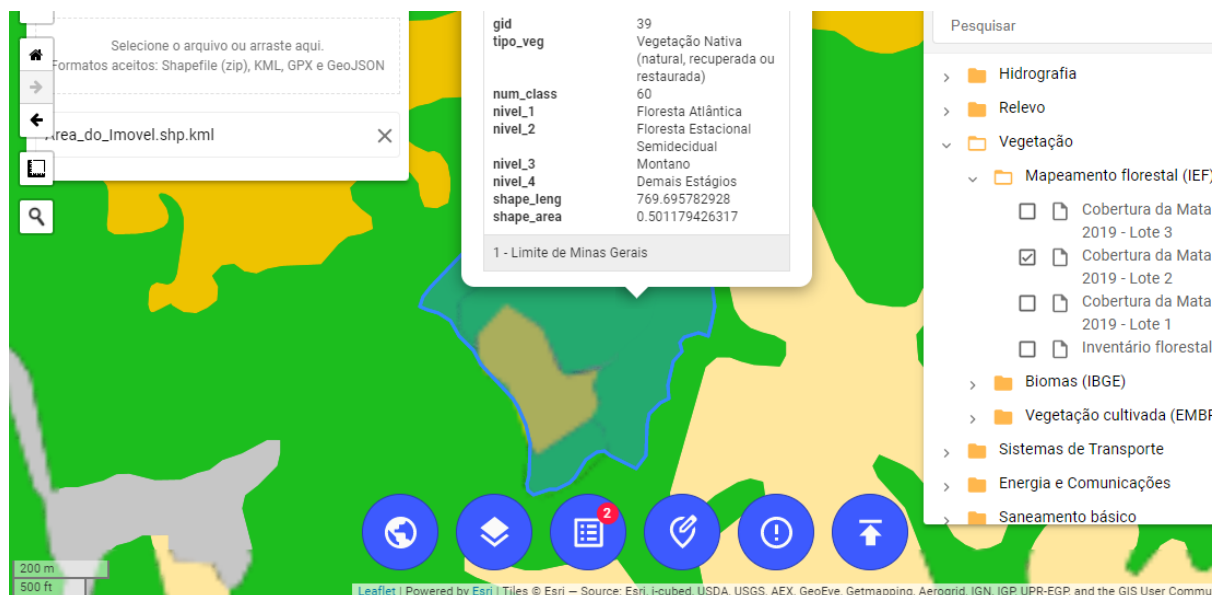 Selecione o arquivo ou arraste aqui.
Formatos aceitos: Shapefile (zip), KML, GPX e GeoJSON
Area_do_Imovel.shp.kml
gid 39
tipo_veg Vegetação Nativa
(natural, recuperada ou
restaurada)
num_class 60
nivel_1 Floresta Atlântica
nivel_2 Floresta Estacional
Semidecidual
nivel_3 Montano
nivel_4 Demais Estágios
shape_leng 769.695782928
shape_area 0.501179426317
1 - Limite de Minas Gerais
Pesquisar
Hidrografia
Relevo
Vegetação
Mapeamento florestal (IEF)
Cobertura da Mata
2019 - Lote 3
Cobertura da Mata
2019 - Lote 2
Cobertura da Mata
2019 - Lote 1
Inventário florestal
Biomas (IBGE)
Vegetação cultivada (EMBR
Sistemas de Transporte
Energia e Comunicações
Saneamento básico
2
200 m
500 ft
Leaflet | Powered by Esri | Tiles © Esri — Source: Esri, i-cubed, USDA, USGS, AEX, GeoEye, Getmapping, Aerogrid, IGN, IGP, UPR-EGP, and the GIS User Commu